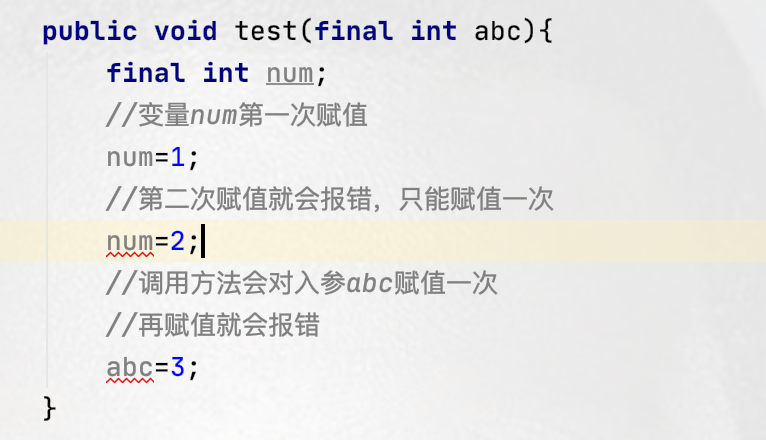 public void test(final int abc){
final int num;
//变量num第一次赋值
num=1;
//第二次赋值就会报错，只能赋值一次
num=2;
//调用方法会对入参abc赋值一次
//再赋值就会报错
abc=3;
}